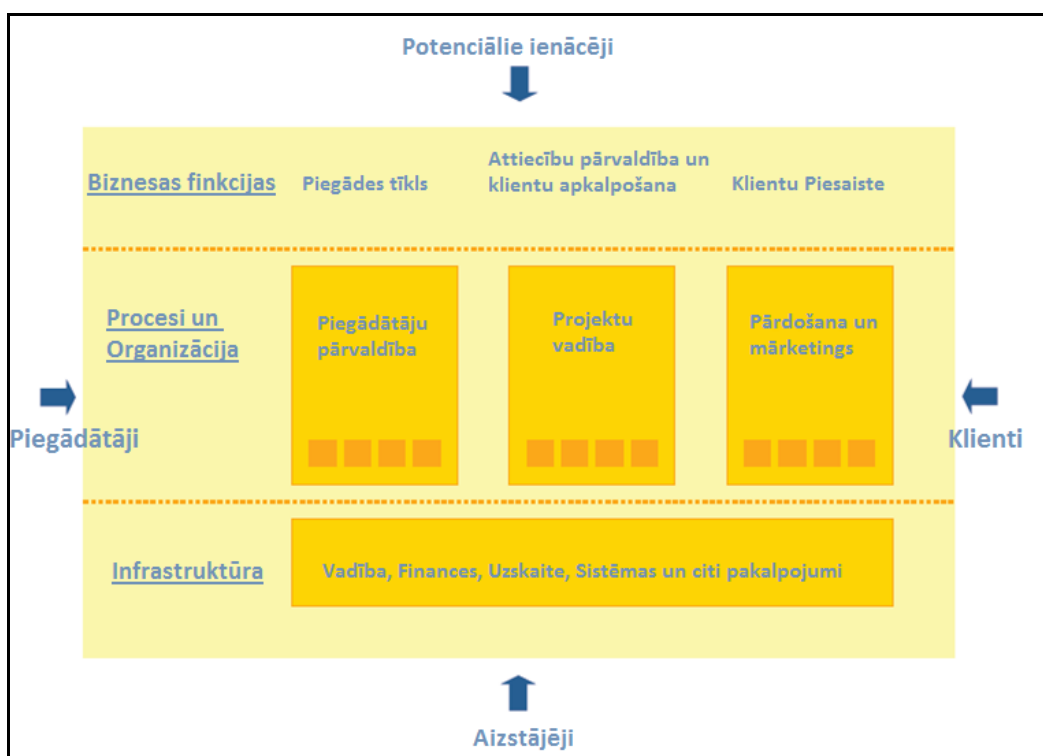 Potenciālie ienācēji
Biznesas finkcijas
Piegādes tīkls
Attiecību pārvaldība un
klientu apkalpošana
Klientu Piesaiste
Procesi un
Organizācija
Piegādātāju
pārvaldība
Projektu
vadība
Pārdošana un
mārketings
Piegādātāji
Klienti
Infrastruktūra
Vadība, Finances, Uzskaite, Sistēmas un citi pakalpojumi
Aizstājēji